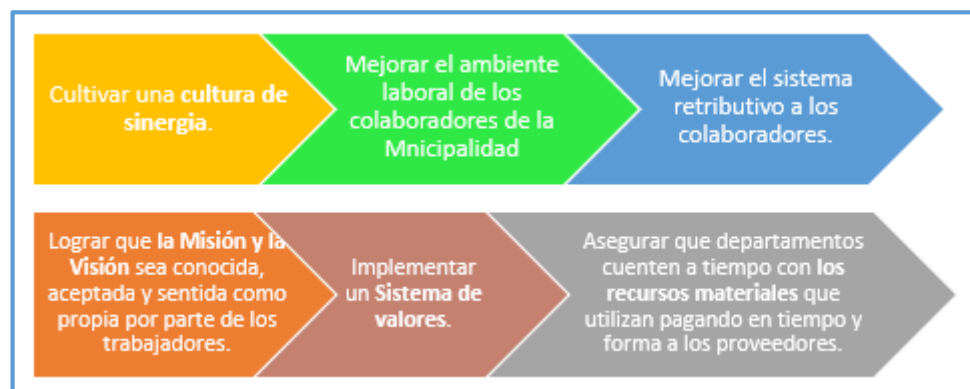 Cultivar una cultura de
sinergia.
Mejorar el ambiente
laboral de los
colaboradores de la
Mnicipalidad
Mejorar el sistema
retributivo a los
colaboradores.
Lograr que la Misión y la
Visión sea conocida,
aceptada y sentida como
propia por parte de los
trabajadores.
Implementar
un Sistema de
valores.
Asegurar que departamentos
cuenten a tiempo con los
recursos materiales que
utilizan pagando en tiempo y
forma a los proveedores.